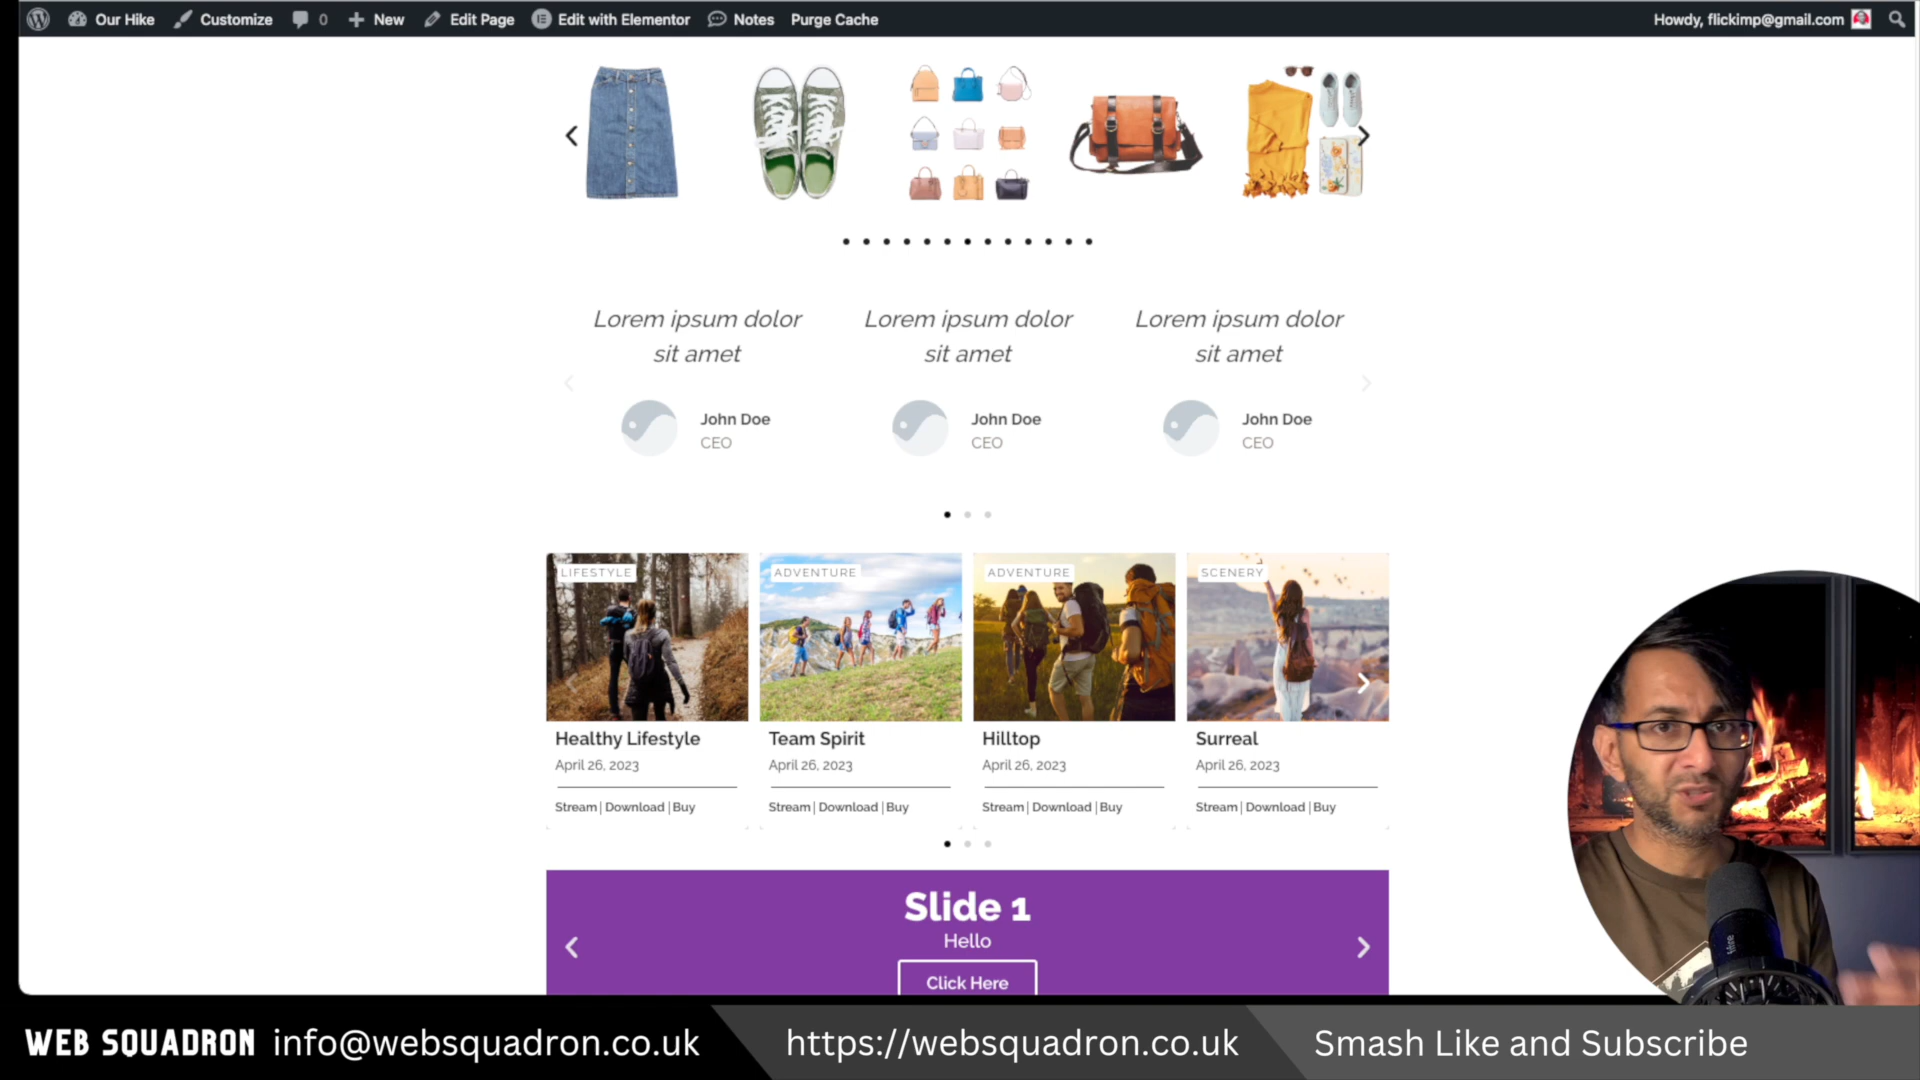 Our Hike Customize 0 New Edit Page Edit with Elementor Notes Purge Cache Howdy, flickimp@gmail.com
Lorem ipsum dolor
sit amet
John Doe
CEO
Lorem ipsum dolor
sit amet
John Doe
CEO
Lorem ipsum dolor
sit amet
John Doe
CEO
LIFESTYLE
Healthy Lifestyle
April 26, 2023
Stream | Download | Buy
ADVENTURE
Team Spirit
April 26, 2023
Stream | Download | Buy
ADVENTURE
Hilltop
April 26, 2023
Stream | Download | Buy
SCENERY
Surreal
April 26, 2023
Stream | Download | Buy
Slide 1
Hello
Click Here
WEB SQUADRON info@websquadron.co.uk https://websquadron.co.uk Smash Like and Subscribe